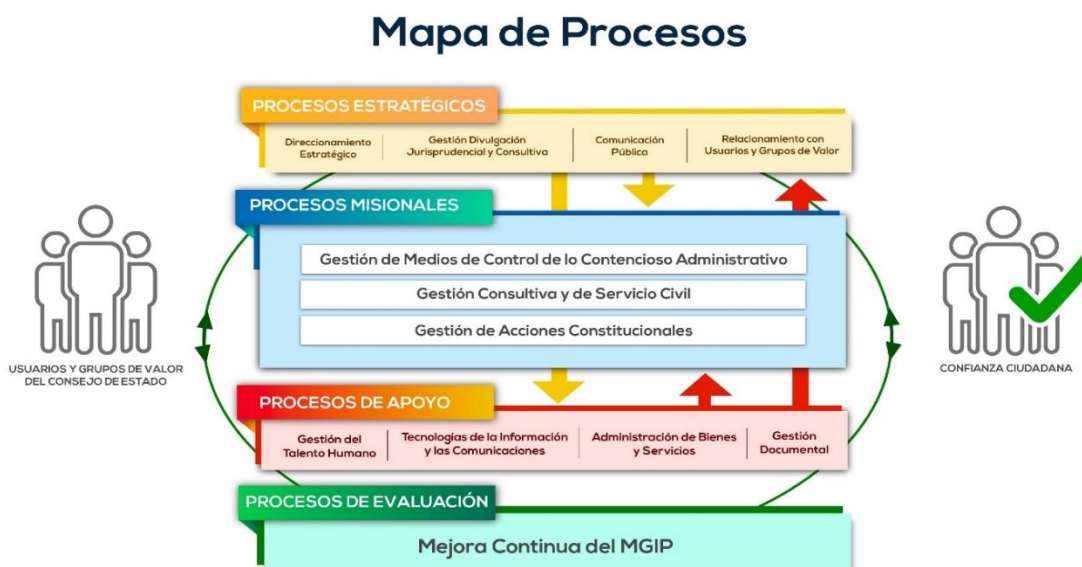 Mapa de Procesos
PROCESOS ESTRATÉGICOS
Direccionamiento
Estratégico
Gestión Divulgación
Jurisprudencial y Consultiva
Comunicación
Pública
Relacionamiento con
Usuarios y Grupos de Valor
PROCESOS MISIONALES
Gestión de Medios de Control de lo Contencioso Administrativo
Gestión Consultiva y de Servicio Civil
Gestión de Acciones Constitucionales
USUARIOS Y GRUPOS DE VALOR
DEL CONSEJO DE ESTADO
CONFIANZA CIUDADANA
PROCESOS DE APOYO
Gestión del
Talento Humano
Tecnologías de la Información
y las Comunicaciones
Administración de Bienes
y Servicios
Gestión
Documental
PROCESOS DE EVALUACIÓN
Mejora Continua del MGIP